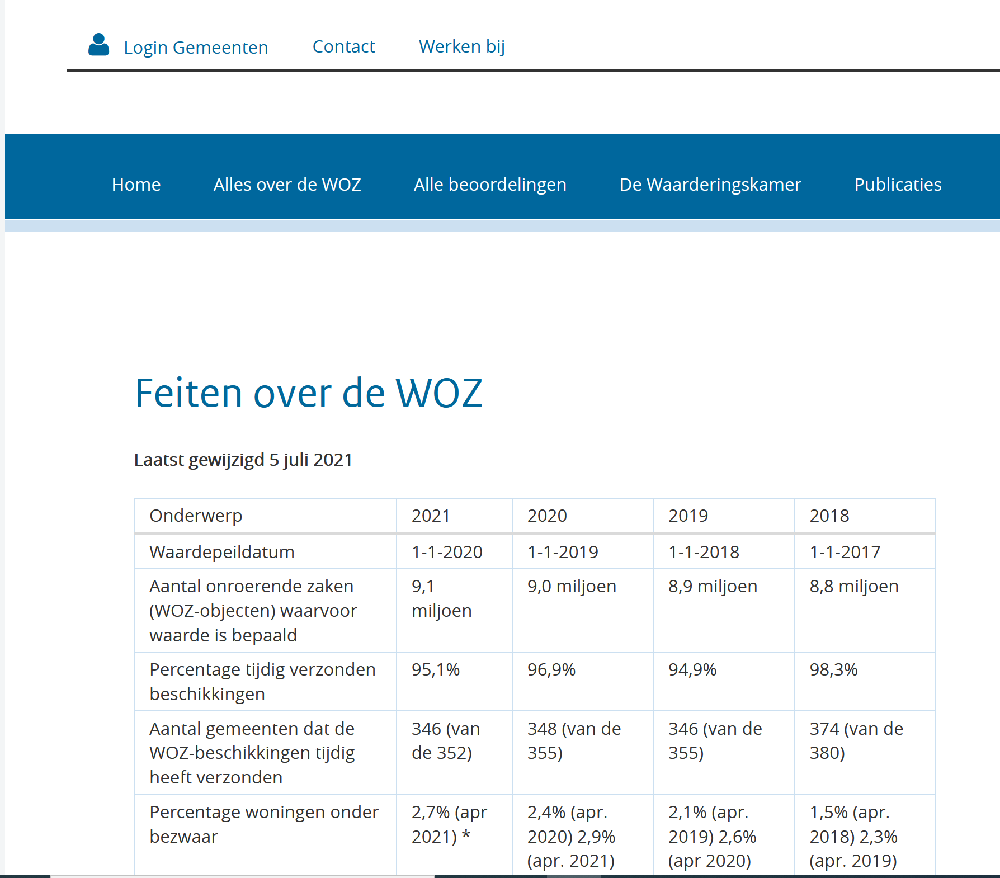 Login Gemeenten Contact Werken bij
Home Alles over de WOZ Alle beoordelingen De Waarderingskamer Publicaties
Feiten over de WOZ
Laatst gewijzigd 5 juli 2021
Onderwerp 2021 2020 2019 2018
Waardepeildatum 1-1-2020 1-1-2019 1-1-2018 1-1-2017
Aantal onroerende zaken 9,1 9,0 miljoen 8,9 miljoen 8,8 miljoen
(WOZ-objecten) waarvoor miljoen
waarde is bepaald
Percentage tijdig verzonden 95,1% 96,9% 94,9% 98,3%
beschikkingen
Aantal gemeenten dat de 346 (van 348 (van de 346 (van de 374 (van de
WOZ-beschikkingen tijdig de 352) 355) 355) 380)
heeft verzonden
Percentage woningen onder 2,7% (apr 2,4% (apr. 2,1% (apr. 1,5% (apr.
bezwaar 2021) * 2020) 2,9% 2019) 2,6% 2018) 2,3%
(apr. 2021) (apr 2020) (apr. 2019)